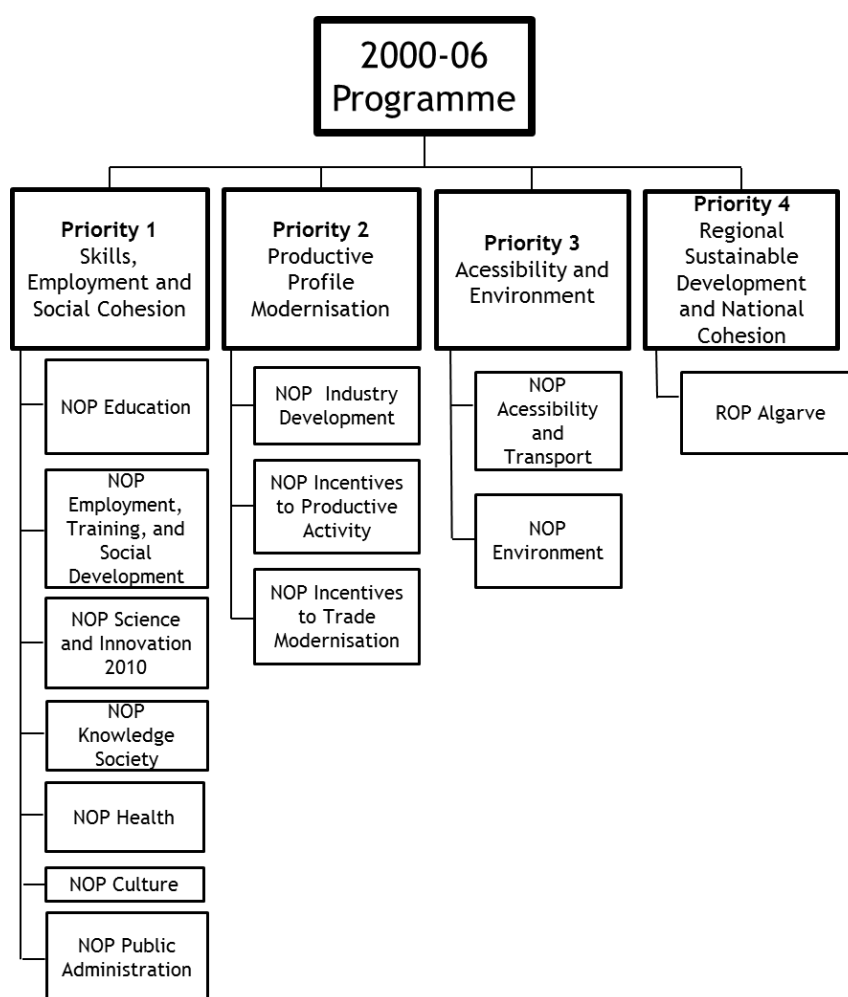 2000-06
Programme
Priority 1
Skills,
Employment and
Social Cohesion
NOP Education
NOP
Employment,
Training, and
Social
Development
NOP Science
and Innovation
2010
NOP
Knowledge
Society
NOP Health
NOP Culture
NOP Public
Administration
Priority 2
Productive
Profile
Modernisation
NOP Industry
Development
NOP Incentives
to Productive
Activity
NOP Incentives
to Trade
Modernisation
Priority 3
Acessibility and
Environment
NOP
Acessibility
and
Transport
NOP
Environment
Priority 4
Regional
Sustainable
Development
and National
Cohesion
ROP Algarve